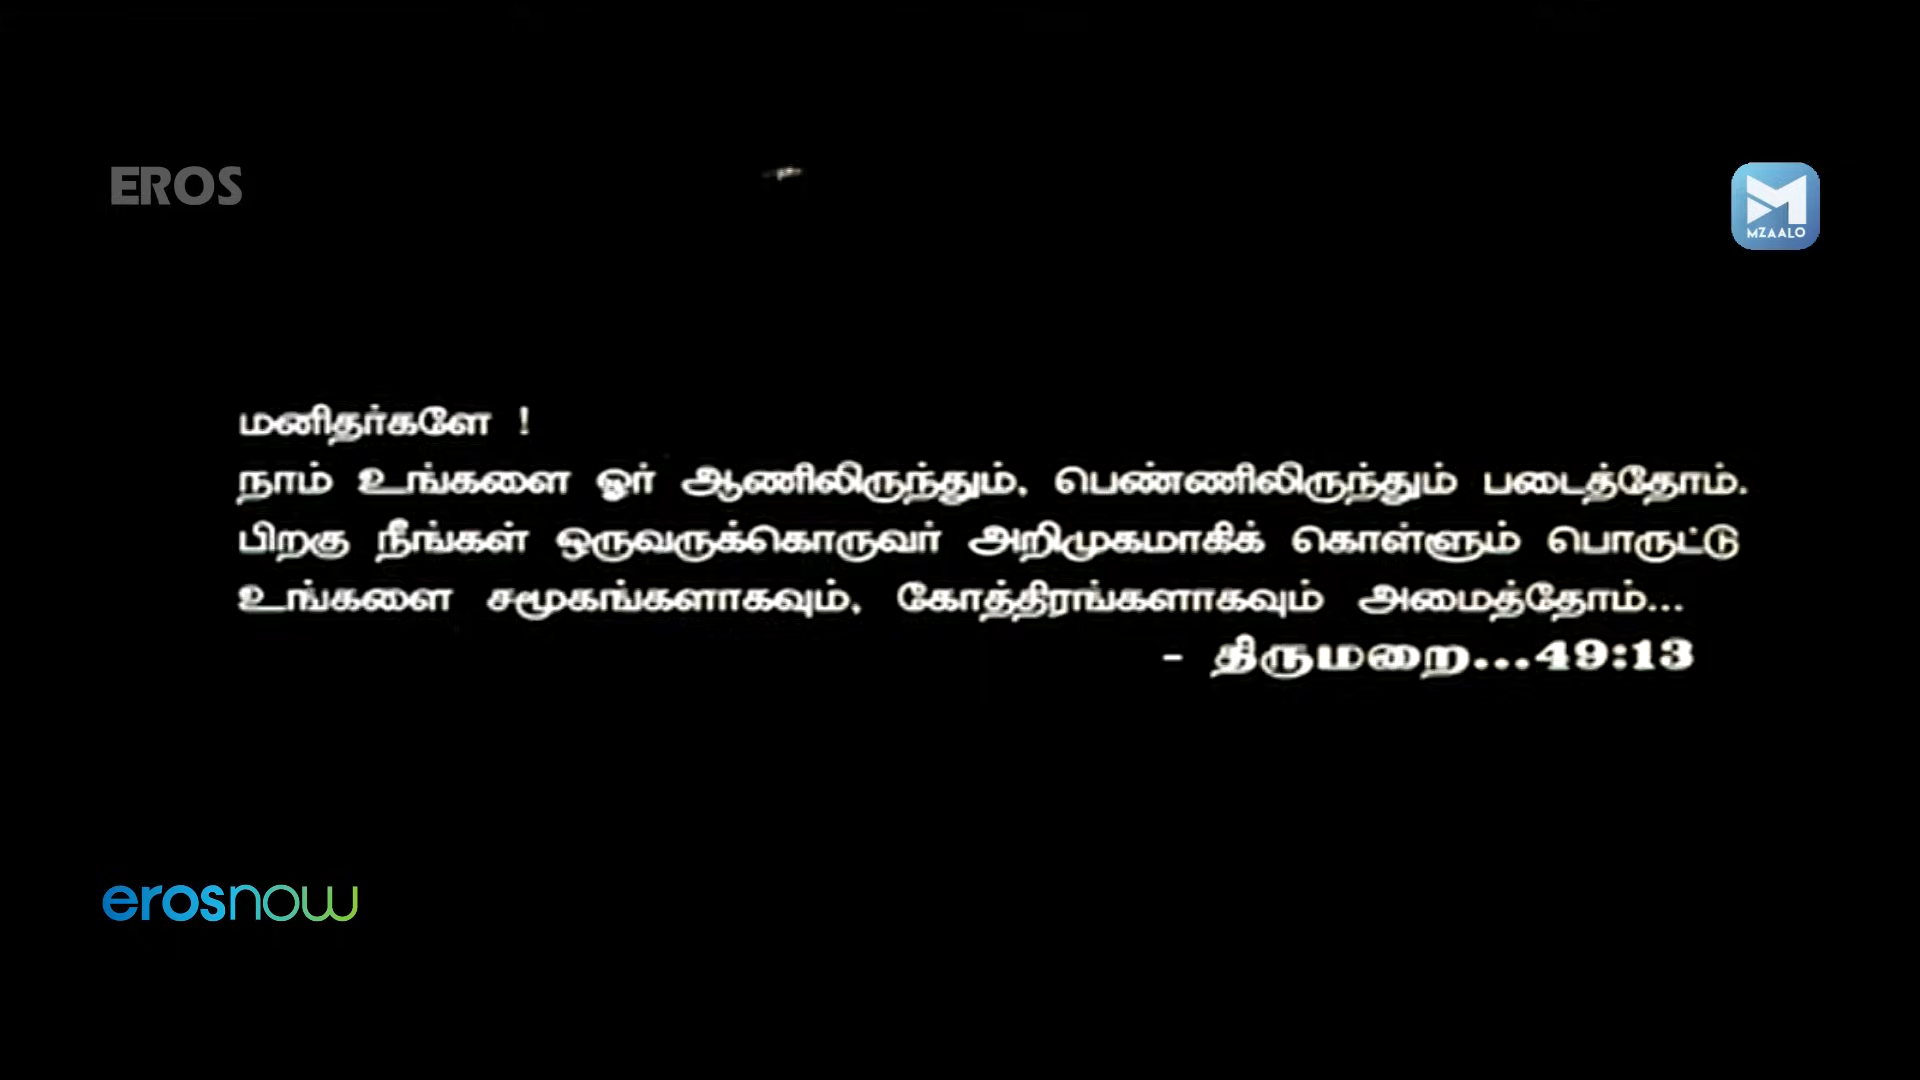 EROS
MZAALO
மனிதர்களே !
நாம் உங்களை ஓர் ஆணிலிருந்தும், பெண்ணிலிருந்தும் படைத்தோம்.
பிறகு நீங்கள் ஒருவருக்கொருவர் அறிமுகமாகிக் கொள்ளும் பொருட்டு
உங்களை சமூகங்களாகவும், கோத்திரங்களாகவும் அமைத்தோம்...
- திருமறை...49:13
erosnow